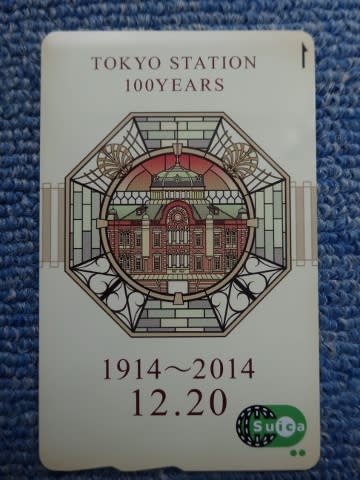 TOKYO STATION
100YEARS
1914～2014
12.20
Suica